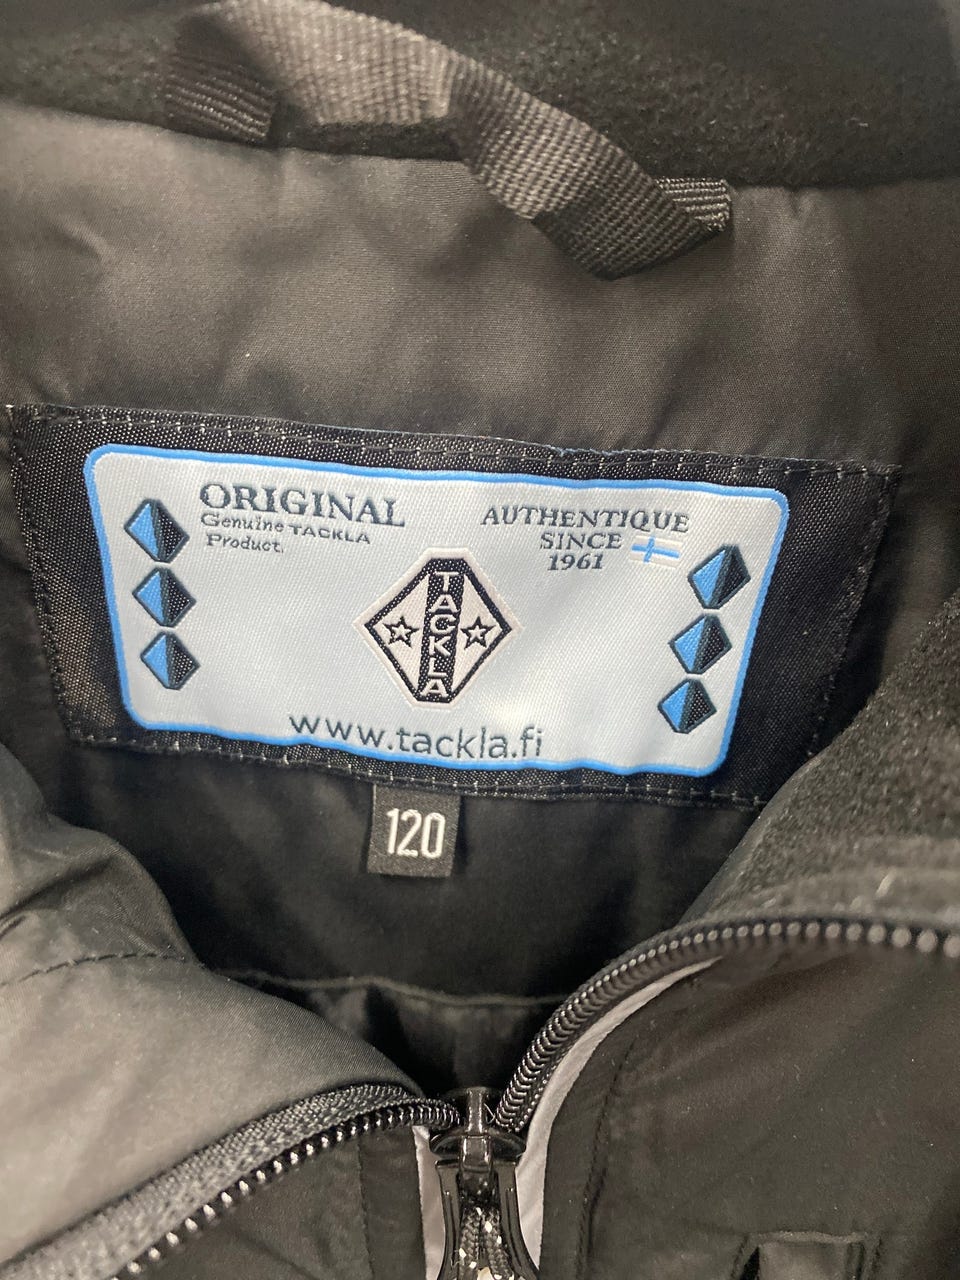 ORIGINAL
Genuine TACKLA
Product.
AUTHENTIQUE
SINCE
1961
TACKLA
www.tackla.fi
120